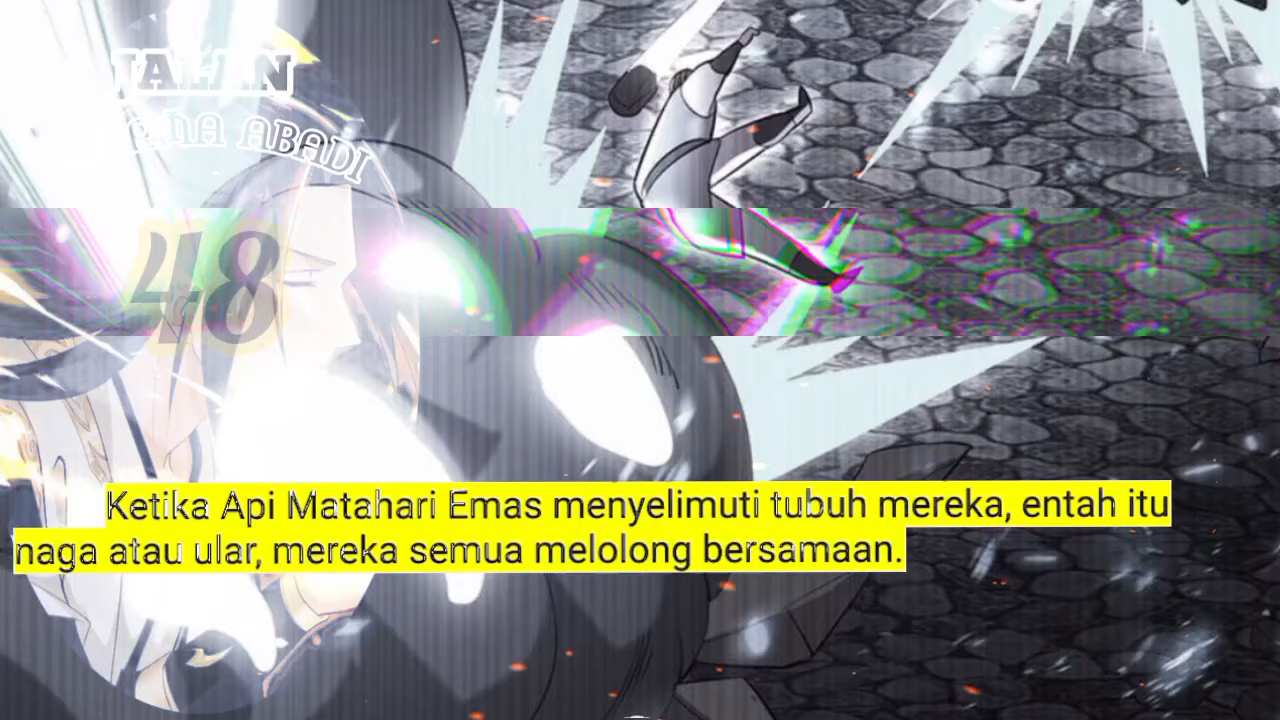 JALAN
ABADI
48
Ketika Api Matahari Emas menyelimuti tubuh mereka, entah itu
naga atau ular, mereka semua melolong bersamaan.